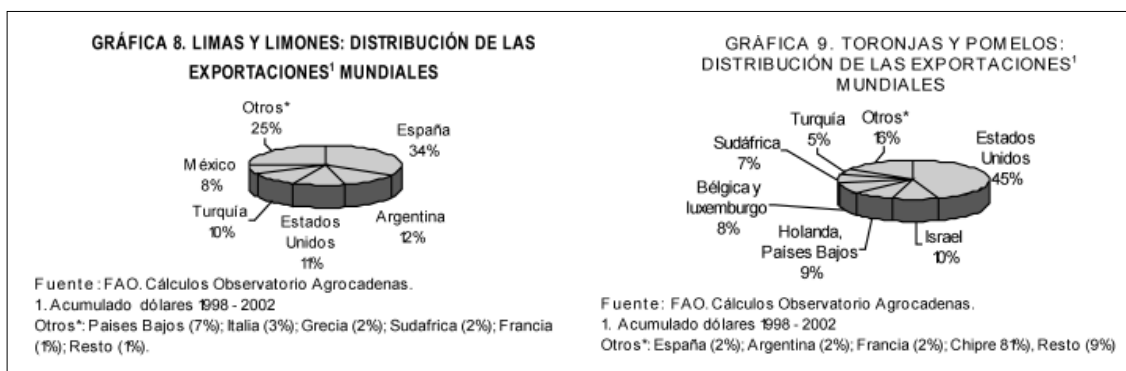 GRÁFICA 8. LIMAS Y LIMONES: DISTRIBUCIÓN DE LAS
EXPORTACIONES¹ MUNDIALES
Otros*
25%
España
34%
México
8%
Turquía
10%
Estados
Unidos
11%
Argentina
12%
Fuente: FAO. Cálculos Observatorio Agrocadenas.
1. Acumulado dólares 1998 - 2002
Otros*: Paises Bajos (7%); Italia (3%); Grecia (2%); Sudafrica (2%); Francia
(1%); Resto (1%).
GRÁFICA 9. TORONJAS Y POMELOS:
DISTRIBUCIÓN DE LAS EXPORTACIONES¹
MUNDIALES
Turquía
5%
Otros*
16%
Estados
Unidos
45%
Sudáfrica
7%
Bélgica y
luxemburgo
8%
Holanda,
Países Bajos
9%
Israel
10%
Fuente: FAO. Cálculos Observatorio Agrocadenas.
1. Acumulado dólares 1998 - 2002
Otros*: España (2%); Argentina (2%); Francia (2%); Chipre 81%), Resto (9%)